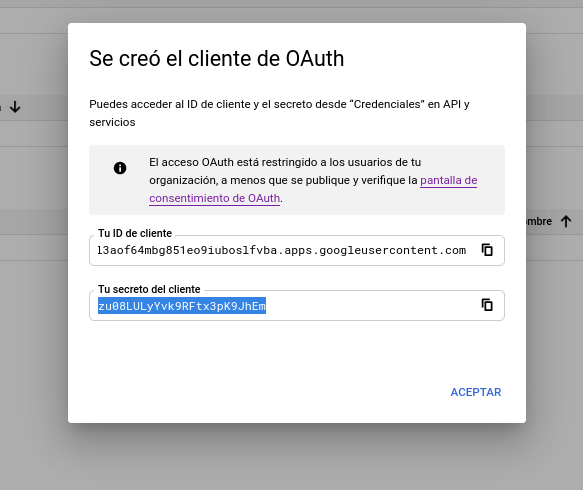 Se creó el cliente de OAuth
Puedes acceder al ID de cliente y el secreto desde “Credenciales” en API y
servicios
El acceso OAuth está restringido a los usuarios de tu
organización, a menos que se publique y verifique la pantalla de
consentimiento de OAuth.
ombre
Tu ID de cliente
l3aof64mbg851eo9iuboslfvba.apps.googleusercontent.com
Tu secreto del cliente
zu08LULyYvk9RFtx3pK9JhEm
ACEPTAR